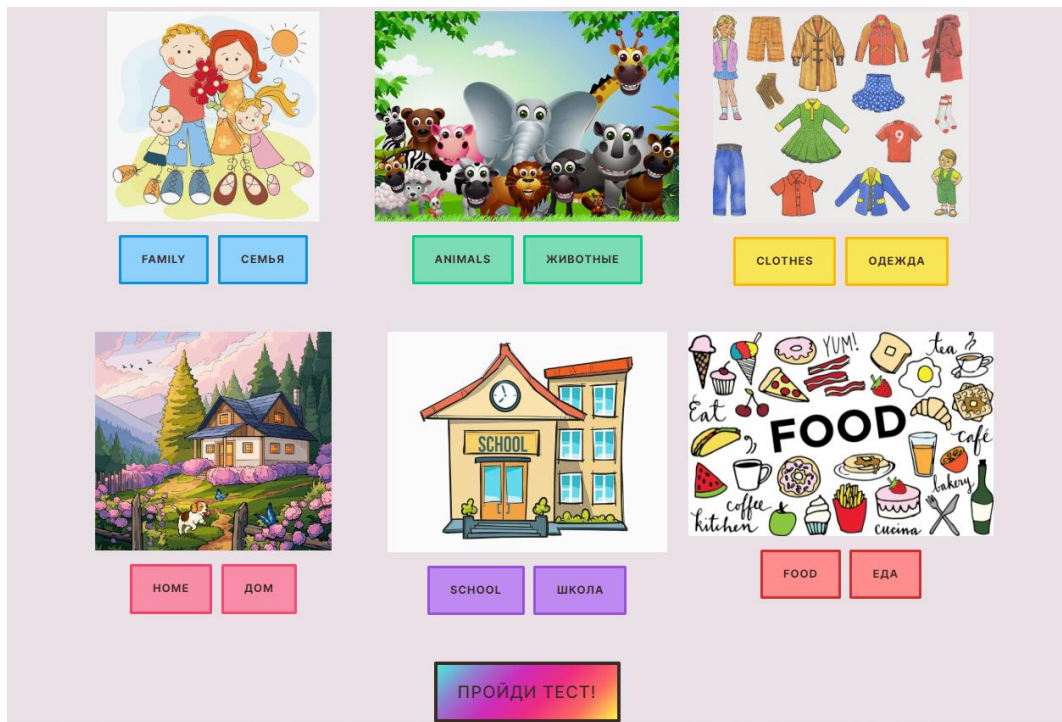 FAMILY СЕМЬЯ
ANIMALS ЖИВОТНЫЕ
9
CLOTHES ОДЕЖДА
SCHOOL
YUM!
tea
Eat
FOOD
café
bakery
coffee
kitchen
cucina
HOME ДОМ
SCHOOL ШКОЛА
FOOD ЕДА
ПРОЙДИ ТЕСТ!